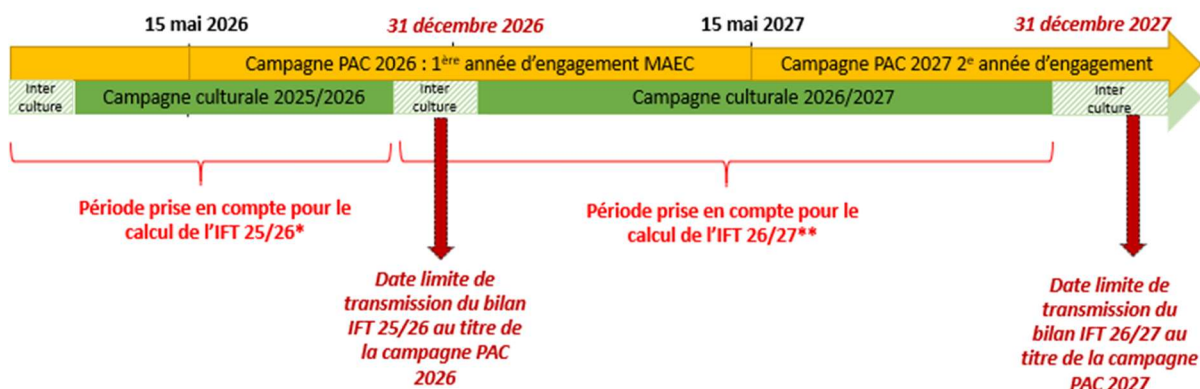 15 mai 2026
31 décembre 2026
15 mai 2027
31 décembre 2027
Campagne PAC 2026 : 1ère année d'engagement MAEC
Campagne PAC 2027 2e année d'engagement
Inter
culture
Campagne culturale 2025/2026
Inter
culture
Campagne culturale 2026/2027
Inter
culture
Période prise en compte pour le
calcul de l'IFT 25/26*
Période prise en compte pour le
calcul de l'IFT 26/27**
Date limite de
transmission du bilan
IFT 25/26 au titre de
la campagne PAC
2026
Date limite de
transmission du
bilan IFT 26/27 au
titre de la campagne
PAC 2027